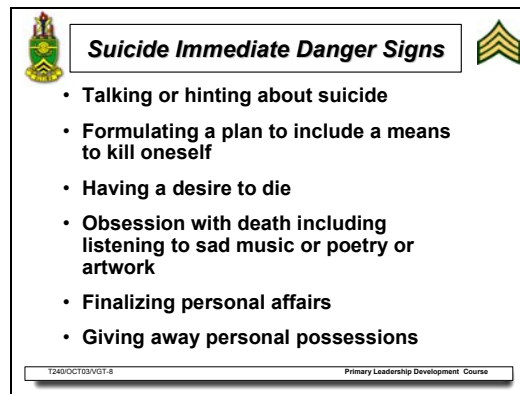 Suicide Immediate Danger Signs
• Talking or hinting about suicide
• Formulating a plan to include a means
to kill oneself
• Having a desire to die
• Obsession with death including
listening to sad music or poetry or
artwork
• Finalizing personal affairs
• Giving away personal possessions
T240/OCT03/VGT-8
Primary Leadership Development Course